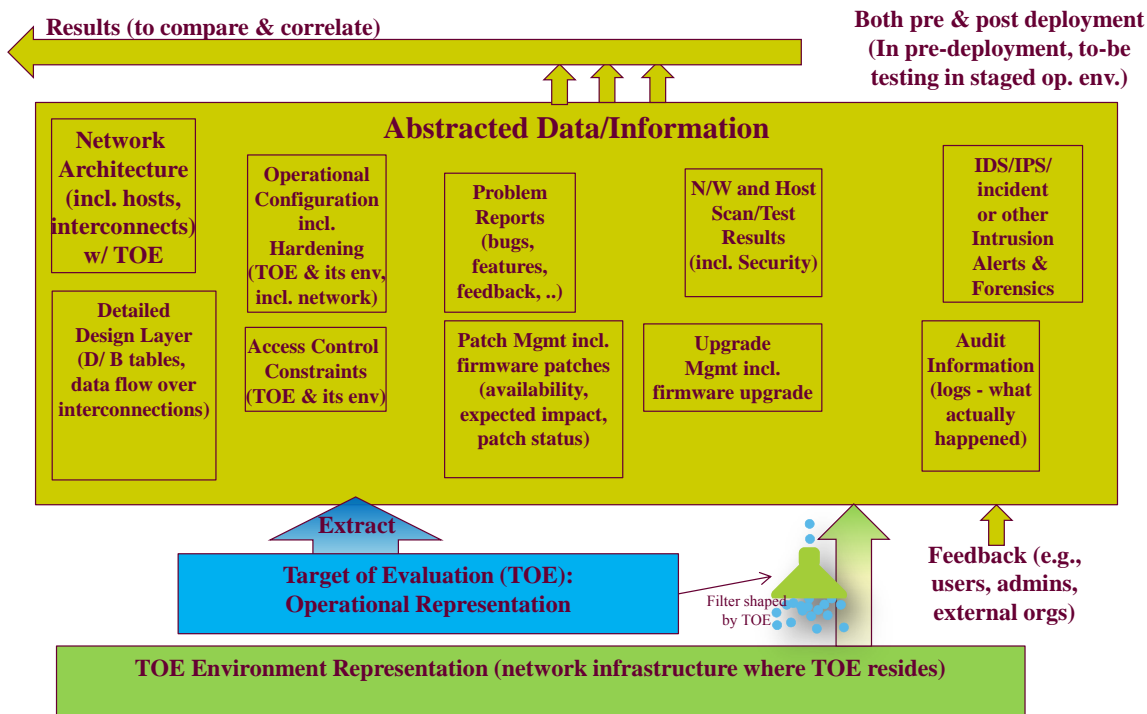 Results (to compare & correlate)
Both pre & post deployment
(In pre-deployment, to-be
testing in staged op. env.)
Abstracted Data/Information
Network
Architecture
(incl. hosts,
interconnects)
w/ TOE
Operational
Configuration
incl.
Hardening
(TOE & its env,
incl. network)
Problem
Reports
(bugs,
features,
feedback, ..)
N/W and Host
Scan/Test
Results
(incl. Security)
IDS/IPS/
incident
or other
Intrusion
Alerts &
Forensics
Detailed
Design Layer
(D/ B tables,
data flow over
interconnections)
Access Control
Constraints
(TOE & its env)
Patch Mgmt incl.
firmware patches
(availability,
expected impact,
patch status)
Upgrade
Mgmt incl.
firmware upgrade
Audit
Information
(logs - what
actually
happened)
Extract
Target of Evaluation (TOE):
Operational Representation
Filter shaped
by TOE
Feedback (e.g.,
users, admins,
external orgs)
TOE Environment Representation (network infrastructure where TOE resides)